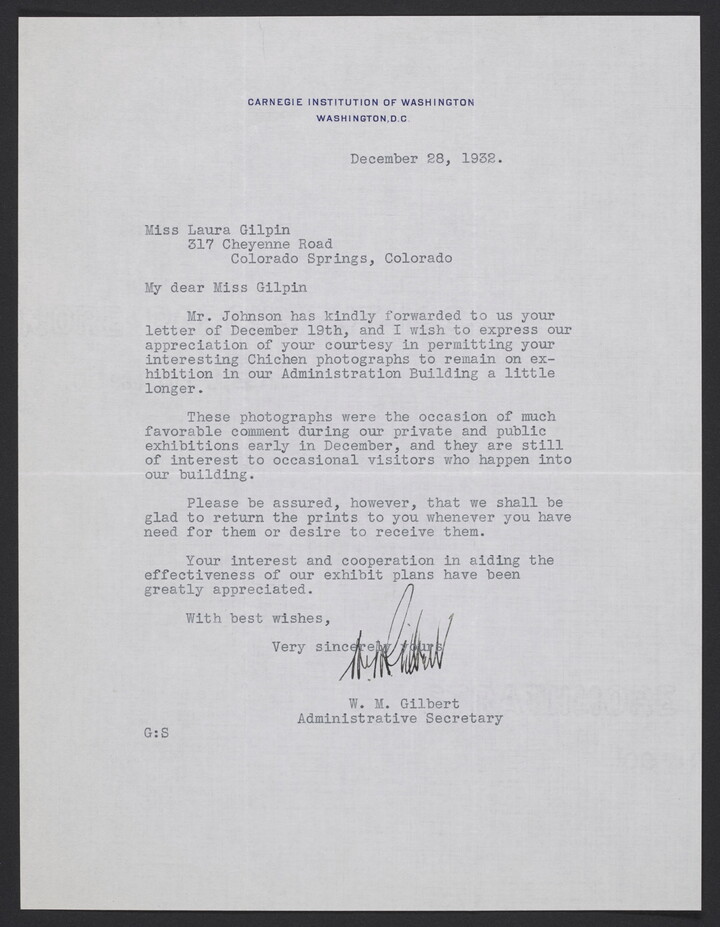 CARNEGIE INSTITUTION OF WASHINGTON
WASHINGTON, D.C.
December 28, 1932.
Miss Laura Gilpin
317 Cheyenne Road
Colorado Springs, Colorado
My dear Miss Gilpin
Mr. Johnson has kindly forwarded to us your
letter of December 19th, and I wish to express our
appreciation of your courtesy in permitting your
interesting Chichen photographs to remain on ex-
hibition in our Administration Building a little
longer.
These photographs were the occasion of much
favorable comment during our private and public
exhibitions early in December, and they are still
of interest to occasional visitors who happen into
our building.
Please be assured, however, that we shall be
glad to return the prints to you whenever you have
need for them or desire to receive them.
Your interest and cooperation in aiding the
effectiveness of our exhibit plans have been
greatly appreciated.
With best wishes,
Very sincerely yours
W. M. Gilbert
W. M. Gilbert
Administrative Secretary
G:S